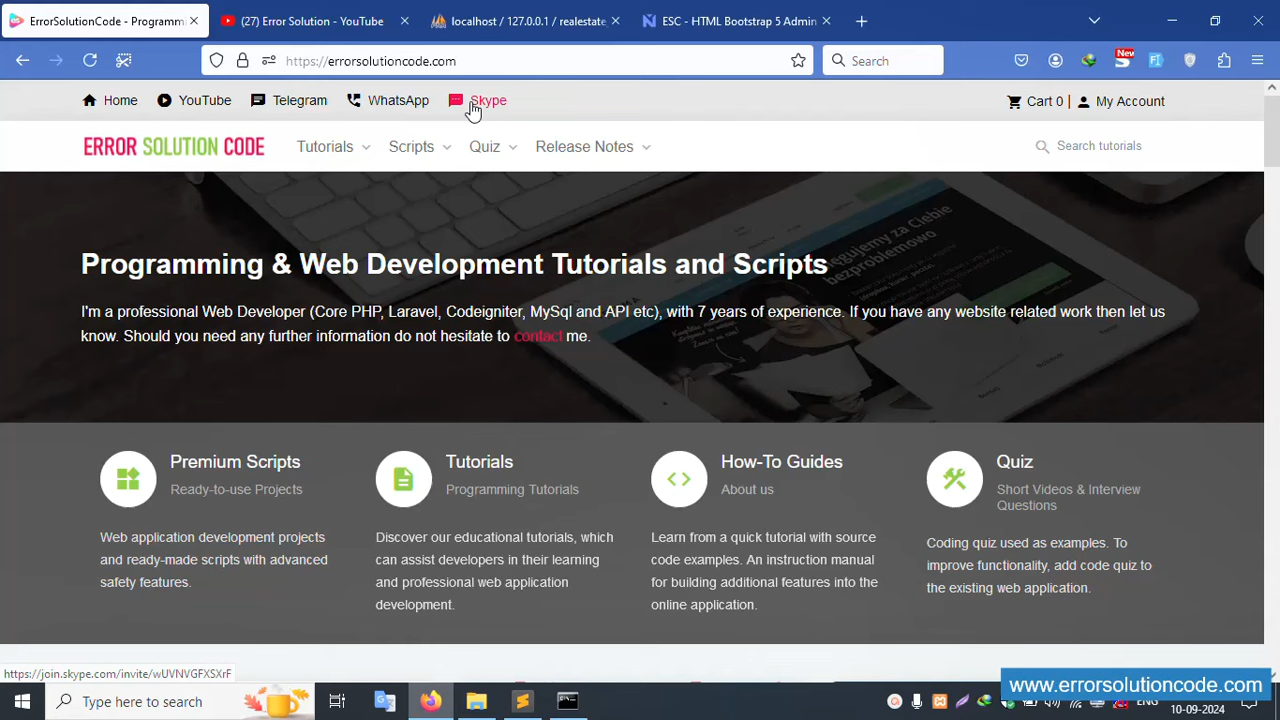 ErrorSolutionCode - Programm
(27) Error Solution - YouTube
localhost / 127.0.0.1 / realestate
ESC - HTML Bootstrap 5 Admin
https://errorsolutioncode.com
Search
New
Home
YouTube
Telegram
WhatsApp
Skype
Cart 0 |
My Account
ERROR SOLUTION CODE
Tutorials
Scripts
Quiz
Release Notes
Search tutorials
Programming & Web Development Tutorials and Scripts
I'm a professional Web Developer (Core PHP, Laravel, Codeigniter, MySql and API etc), with 7 years of experience. If you have any website related work then let us
know. Should you need any further information do not hesitate to contact me.
Premium Scripts
Ready-to-use Projects
Web application development projects
and ready-made scripts with advanced
safety features.
Tutorials
Programming Tutorials
Discover our educational tutorials, which
can assist developers in their learning
and professional web application
development.
How-To Guides
About us
Learn from a quick tutorial with source
code examples. An instruction manual
for building additional features into the
online application.
Quiz
Short Videos & Interview
Questions
Coding quiz used as examples. To
improve functionality, add code quiz to
the existing web application.
https://join.skype.com/invite/wUVNVGFXSXrF
Type here to search
www.errorsolutioncode.com
10-09-2024